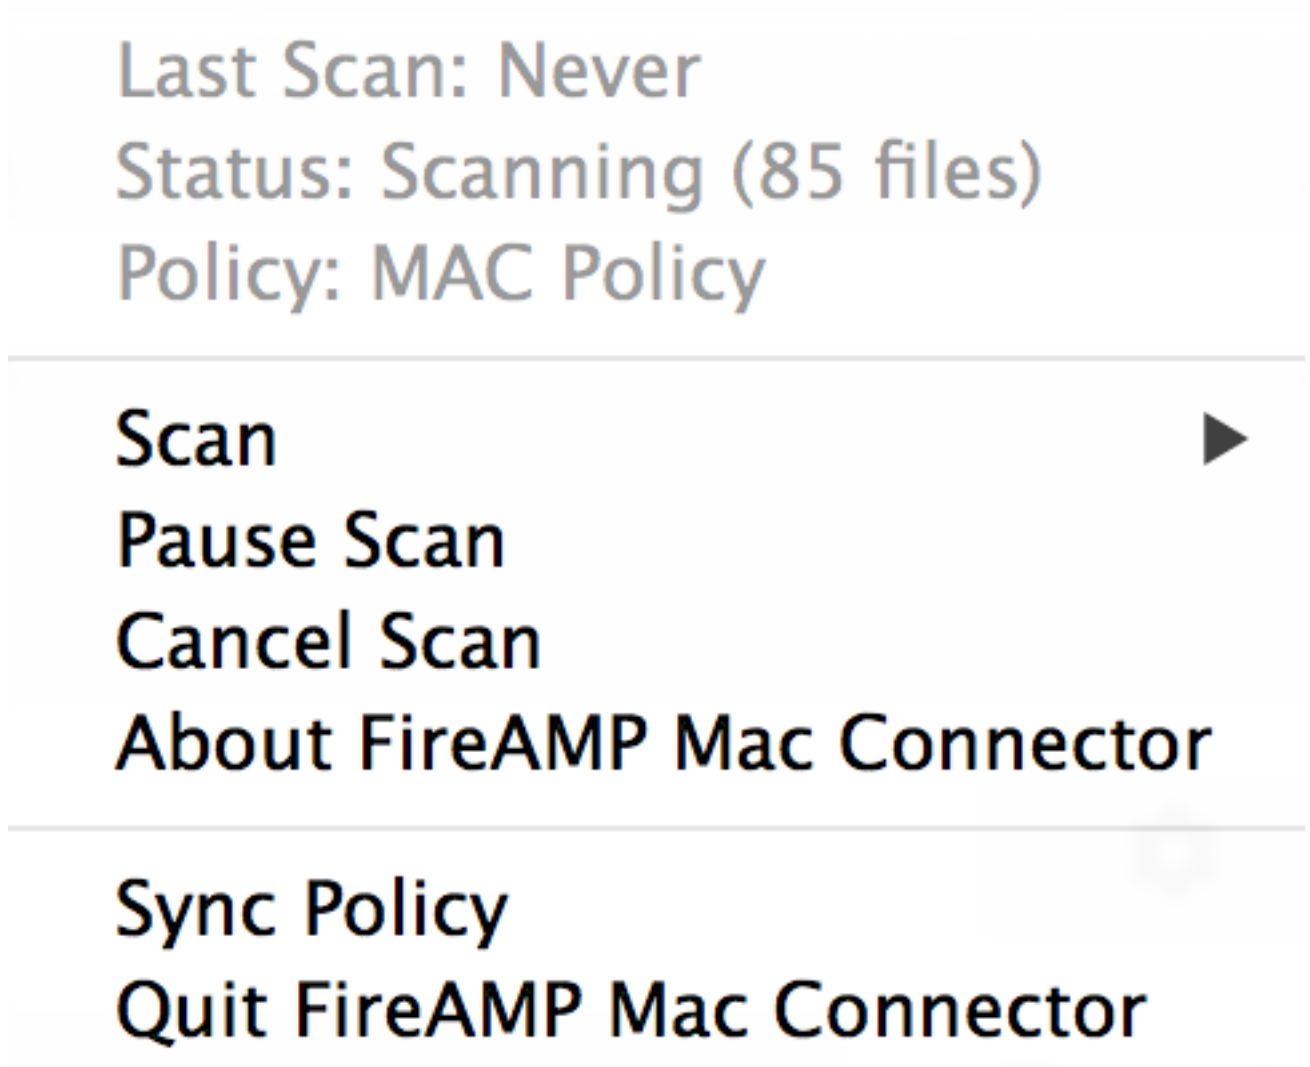 Last Scan: Never
Status: Scanning (85 files)
Policy: MAC Policy
Scan
Pause Scan
Cancel Scan
About FireAMP Mac Connector
Sync Policy
Quit FireAMP Mac Connector